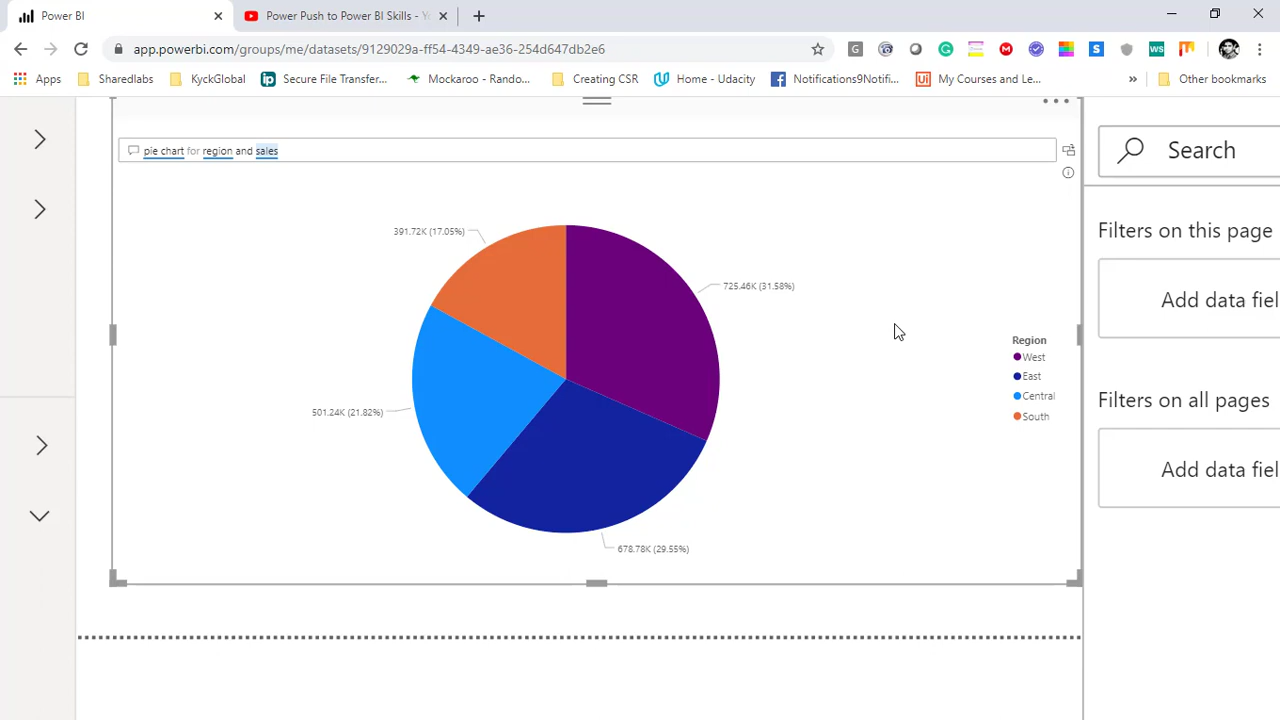 Power BI
Power Push to Power BI Skills - Yo
app.powerbi.com/groups/me/datasets/9129029a-ff54-4349-ae36-254d647db2e6
Apps
Sharedlabs
KyckGlobal
Secure File Transfer...
Mockaroo - Rando...
Creating CSR
Home - Udacity
Notifications9Notifi...
My Courses and Le...
»
Other bookmarks
pie chart for region and sales
391.72K (17.05%)
725.46K (31.58%)
501.24K (21.82%)
678.78K (29.55%)
Region
West
East
Central
South
Search
Filters on this page
Add data fiel
Filters on all pages
Add data fiel